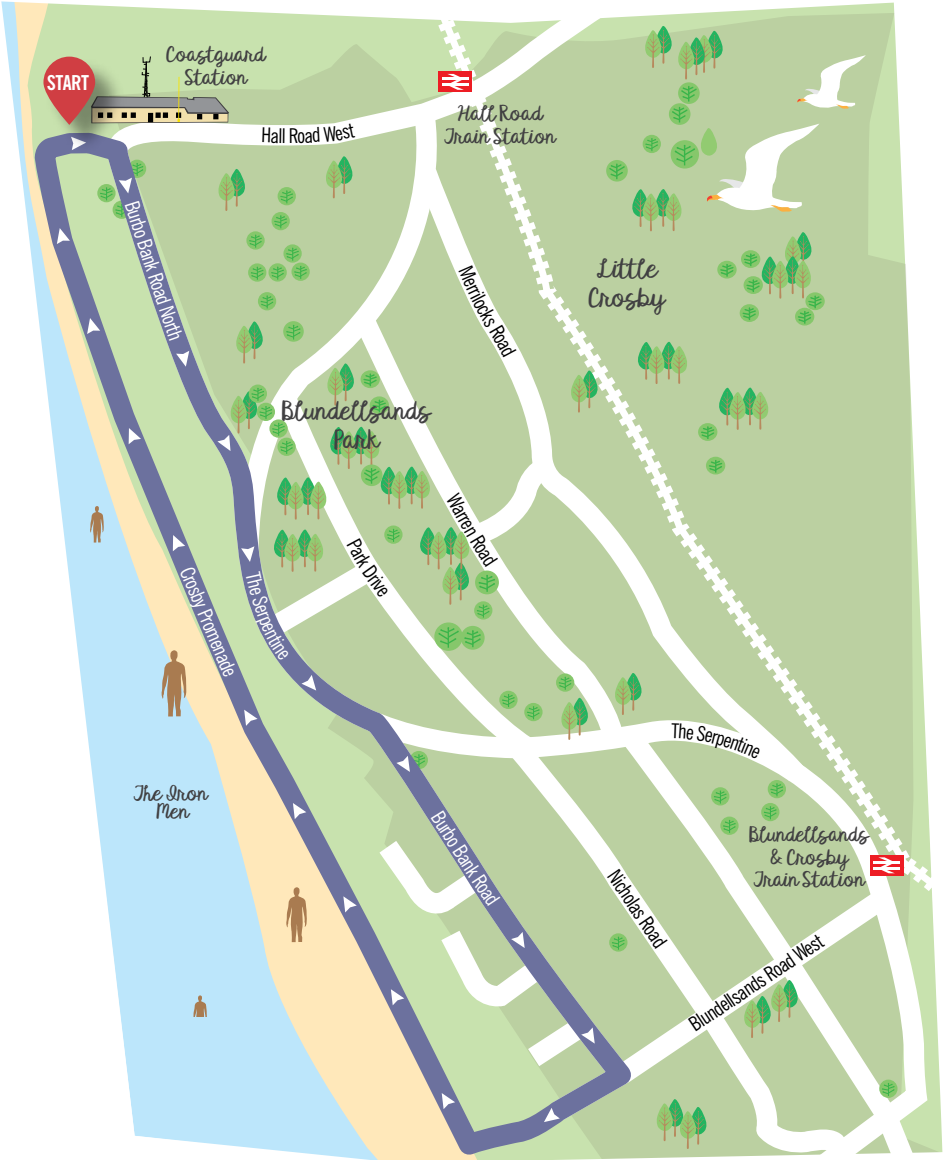 START
Coastguard
Station
Hall Road West
Hall Road
Train Station
Burbo Bank Road North
Merrilocks Road
Little
Crosby
Blundellsands
Park
Warren Road
Park Drive
Crosby Promenade
The Serpentine
The Serpentine
The Iron
Men
Burbo Bank Road
Blundellsands
& Crosby
Train Station
Nicholas Road
Blundellsands Road West